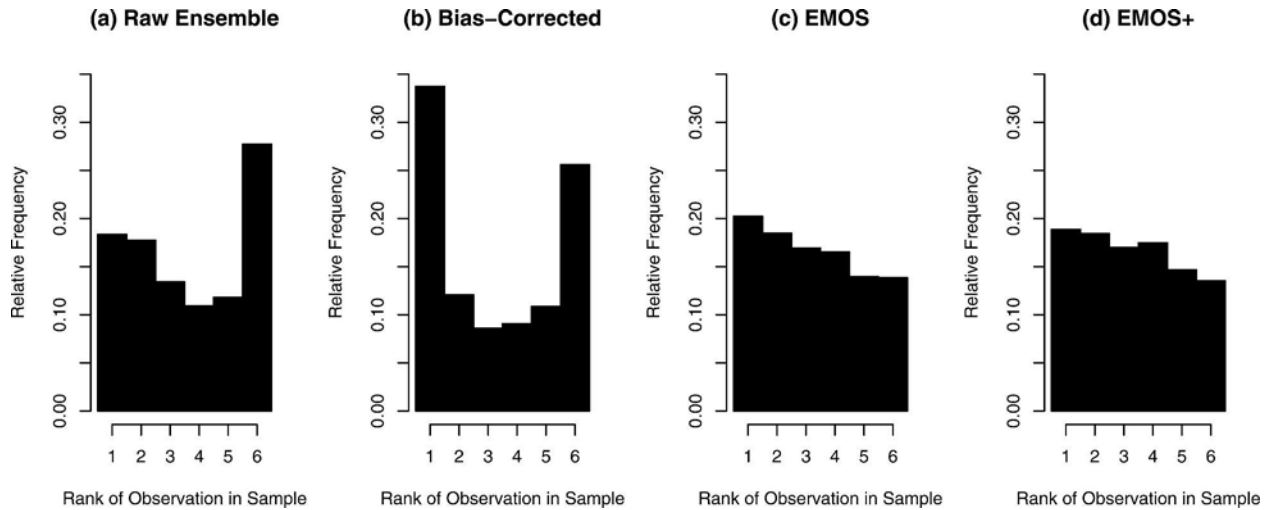 (a) Raw Ensemble
Relative Frequency
0.00 0.10 0.20 0.30
1 2 3 4 5 6
Rank of Observation in Sample
(b) Bias−Corrected
Relative Frequency
0.00 0.10 0.20 0.30
1 2 3 4 5 6
Rank of Observation in Sample
(c) EMOS
Relative Frequency
0.00 0.10 0.20 0.30
1 2 3 4 5 6
Rank of Observation in Sample
(d) EMOS+
Relative Frequency
0.00 0.10 0.20 0.30
1 2 3 4 5 6
Rank of Observation in Sample